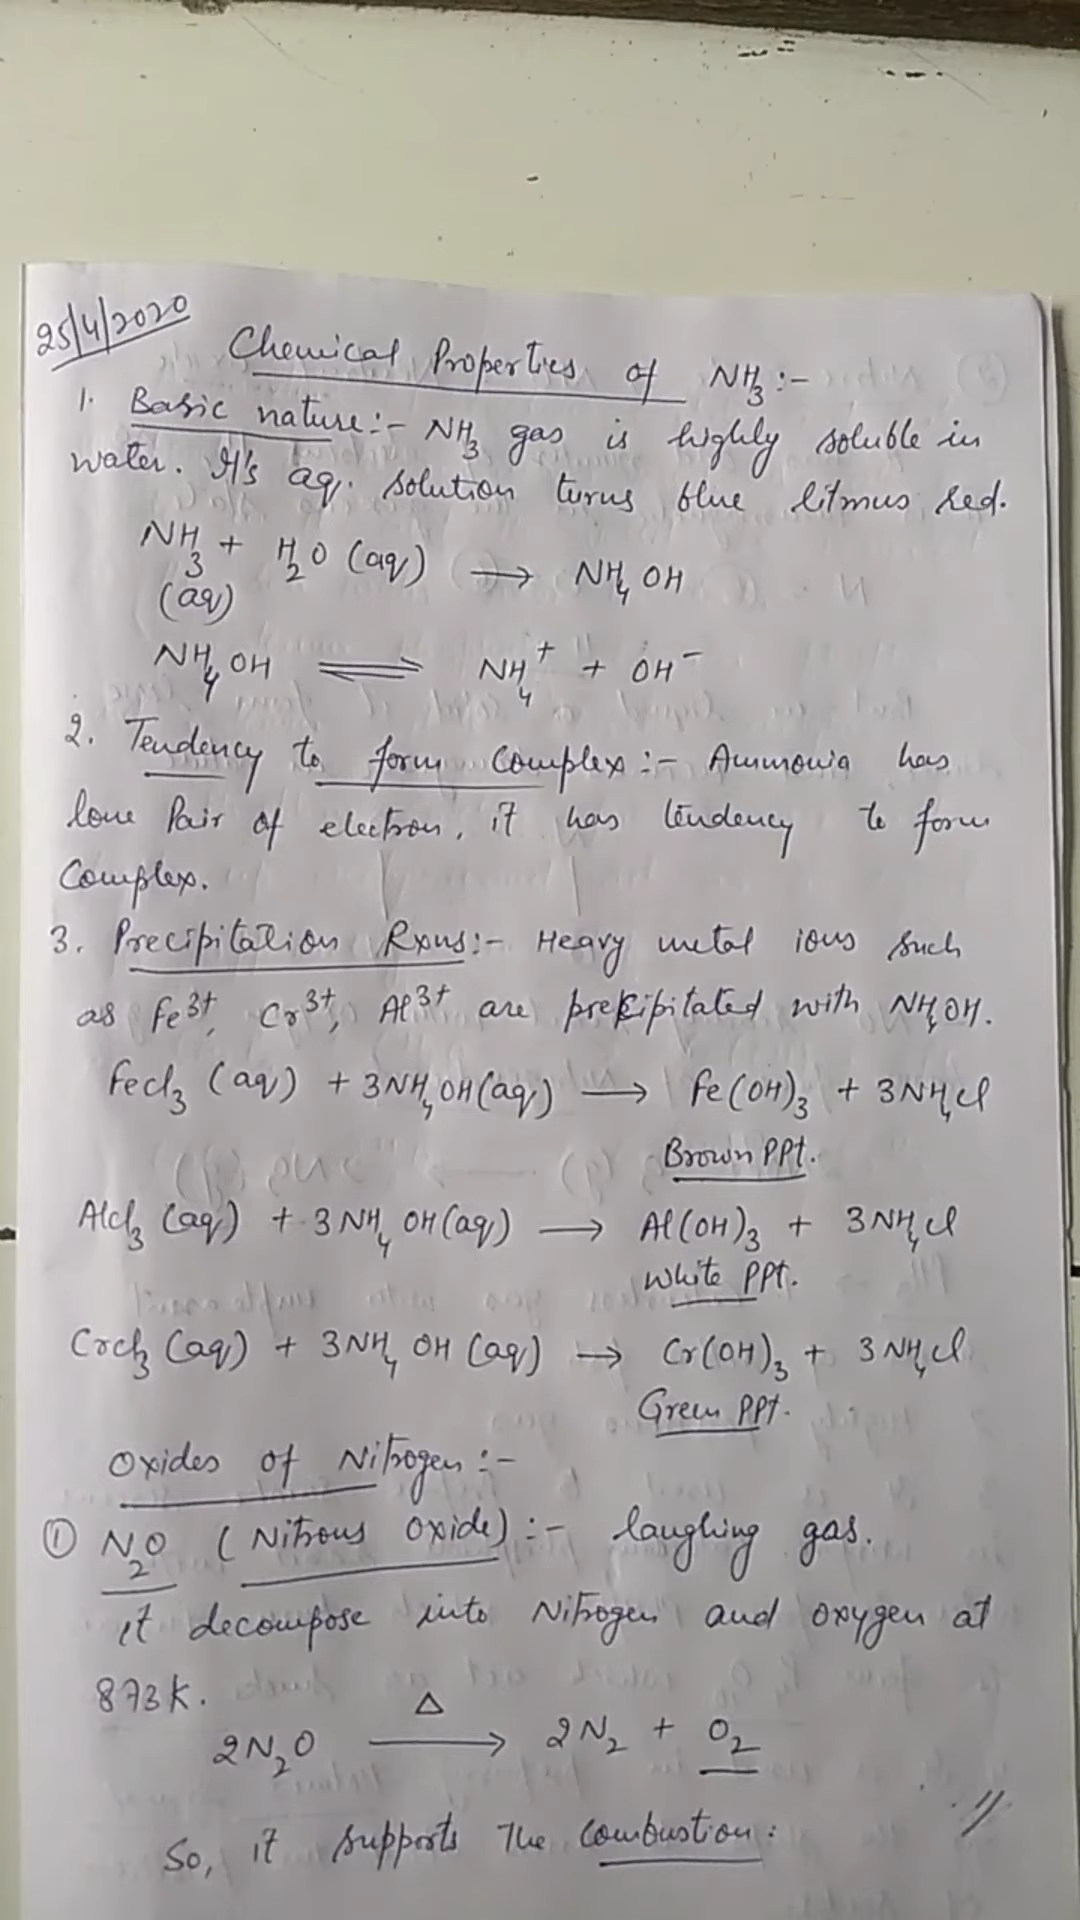 25/4/2020
Chemical Properties of NH₃ :-
1. Basic nature :- NH₃ gas is highly soluble in
water. It's aq. solution turns blue litmus red.
NH₃ + H₂O (aq) → NH₄OH
(aq)
NH₄OH ⇌ NH₄⁺ + OH⁻
2. Tendency to form Complex :- Ammonia has
lone Pair of electron, it has tendency to form
Complex.
3. Precipitation Rxns :- Heavy metal ions such
as Fe³⁺, Cr³⁺, Al³⁺ are precipitated with NH₄OH.
Fecl₃ (aq) + 3NH₄OH(aq) → Fe(OH)₃ + 3NH₄cl
Brown PPt.
Alcl₃ (aq) + 3NH₄OH(aq) → Al(OH)₃ + 3NH₄cl
White PPt.
Crcl₃ (aq) + 3NH₄OH (aq) → Cr(OH)₃ + 3NH₄cl
Green PPt.
Oxides of Nitrogen :-
① N₂O (Nitrous Oxide) :- laughing gas.
it decompose into Nitrogen and oxygen at
873K.
2N₂O —Δ→ 2N₂ + O₂
So, it supports The Combustion :